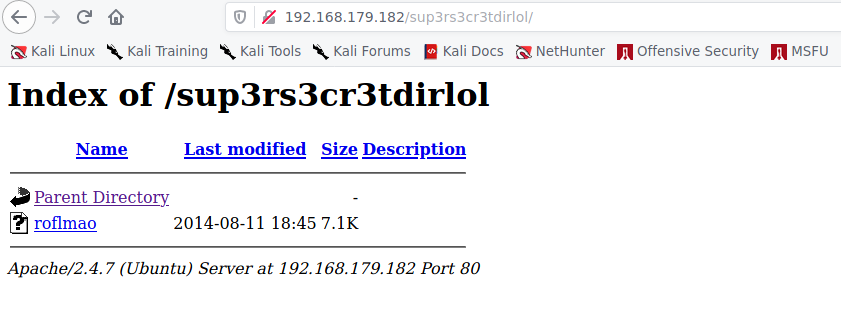 192.168.179.182/sup3rs3cr3tdirlol/
Kali Linux Kali Training Kali Tools Kali Forums Kali Docs NetHunter Offensive Security MSFU
Index of /sup3rs3cr3tdirlol
Name Last modified Size Description
Parent Directory -
roflmao 2014-08-11 18:45 7.1K
Apache/2.4.7 (Ubuntu) Server at 192.168.179.182 Port 80